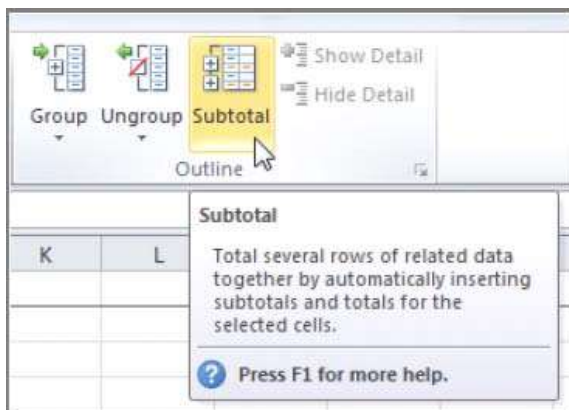 Show Detail
Hide Detail
Group Ungroup Subtotal
Outline
Subtotal
K L
Total several rows of related data
together by automatically inserting
subtotals and totals for the
selected cells.
Press F1 for more help.